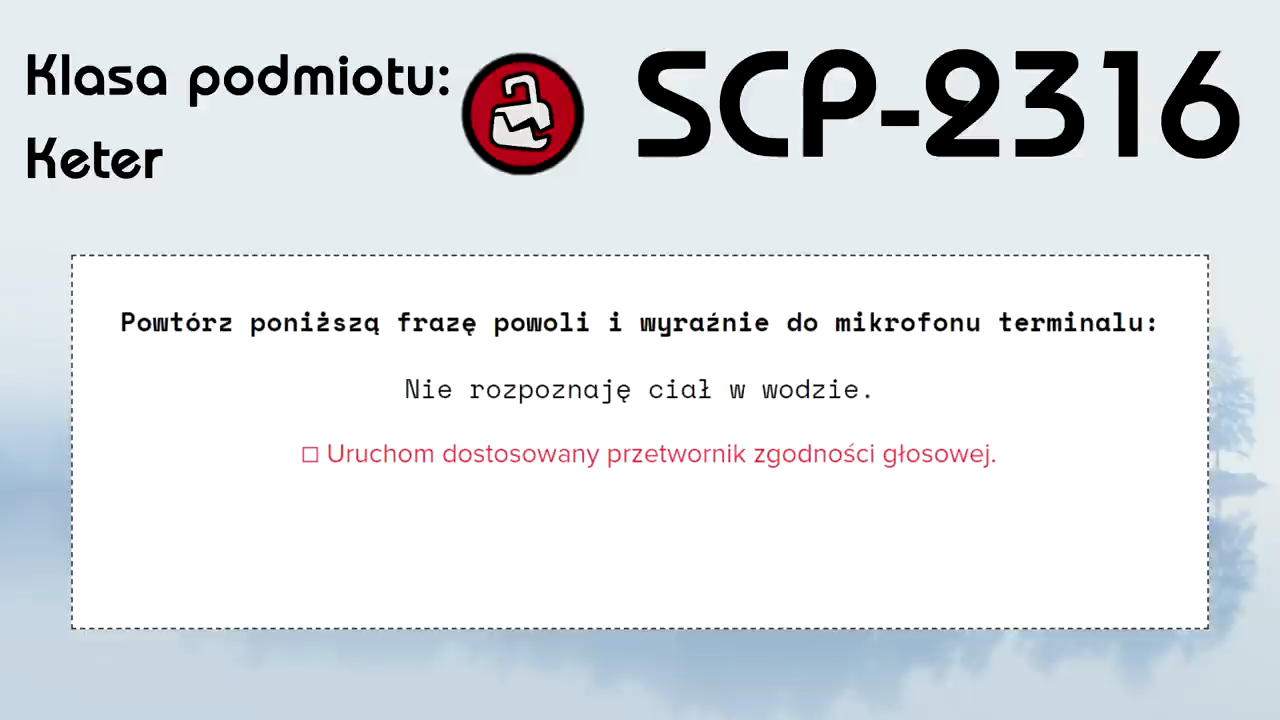 Klasa podmiotu:
Keter
SCP-2316
Powtórz poniższą frazę powoli i wyraźnie do mikrofonu terminalu:
Nie rozpoznaję ciał w wodzie.
□ Uruchom dostosowany przetwornik zgodności głosowej.